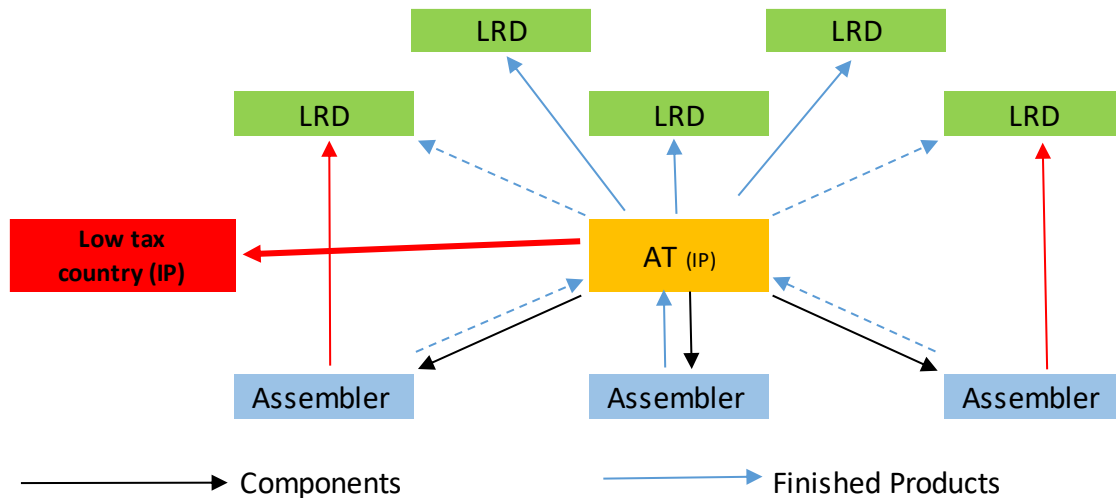 LRD
LRD
LRD
LRD
LRD
Low tax
country (IP)
AT (IP)
Assembler
Assembler
Assembler
Components
Finished Products